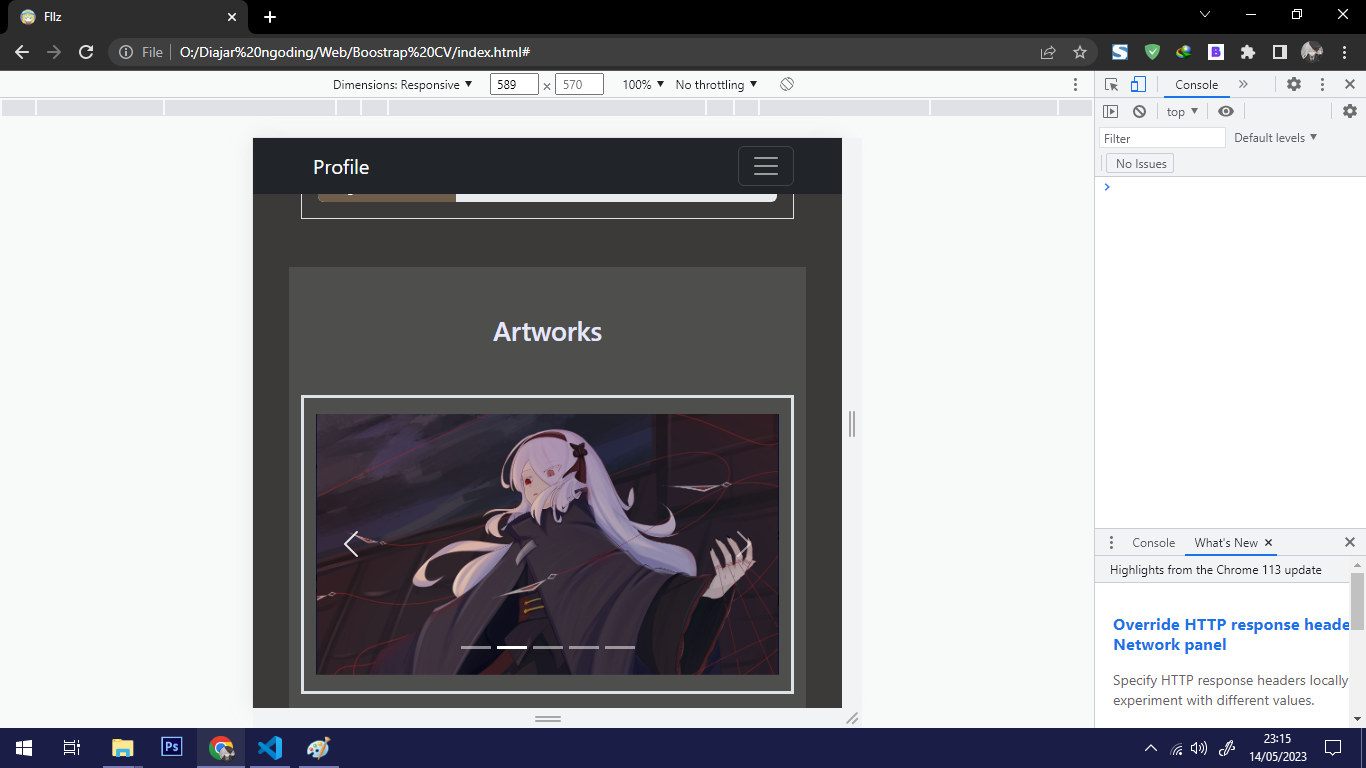 Fllz
File
O:/Diajar%20ngoding/Web/Boostrap%20CV/index.html#
Dimensions: Responsive ▼
589 × 570
100% ▼
No throttling ▼
Console
top ▼
Filter
Default levels ▼
No Issues
Profile
Artworks
Console
What's New
Highlights from the Chrome 113 update
Override HTTP response heade
Network panel
Specify HTTP response headers locally
experiment with different values.
Ps
23:15
14/05/2023